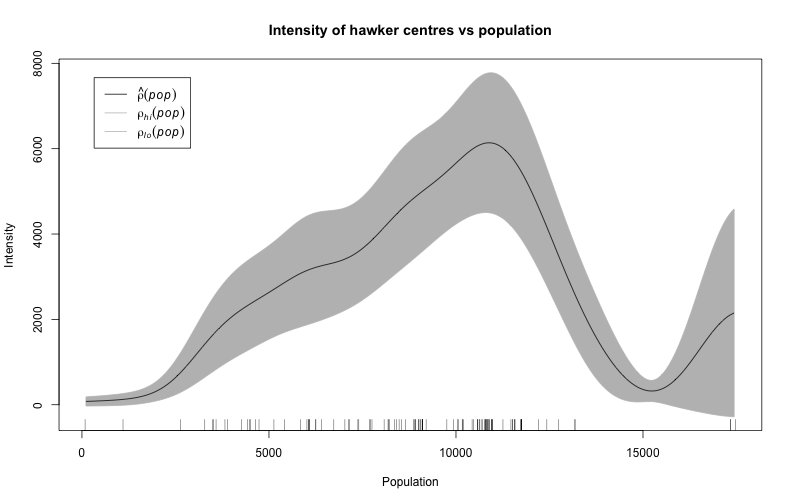 Intensity of hawker centres vs population
8000
6000
4000
2000
0
Intensity
ρ̂(pop)
ρhi(pop)
ρlo(pop)
0 5000 10000 15000
Population